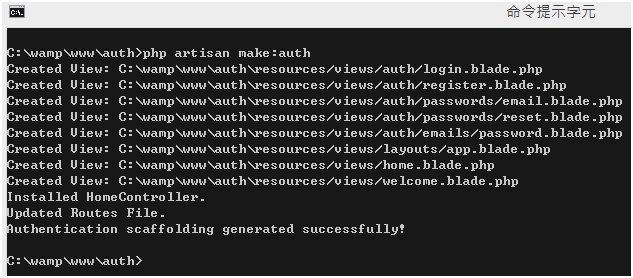 命令提示字元
C:\wamp\www\auth>php artisan make:auth
Created View: C:\wamp\www\auth\resources/views/auth/login.blade.php
Created View: C:\wamp\www\auth\resources/views/auth/register.blade.php
Created View: C:\wamp\www\auth\resources/views/auth/passwords/email.blade.php
Created View: C:\wamp\www\auth\resources/views/auth/passwords/reset.blade.php
Created View: C:\wamp\www\auth\resources/views/auth/emails/password.blade.php
Created View: C:\wamp\www\auth\resources/views/layouts/app.blade.php
Created View: C:\wamp\www\auth\resources/views/home.blade.php
Created View: C:\wamp\www\auth\resources/views/welcome.blade.php
Installed HomeController.
Updated Routes File.
Authentication scaffolding generated successfully!
C:\wamp\www\auth>